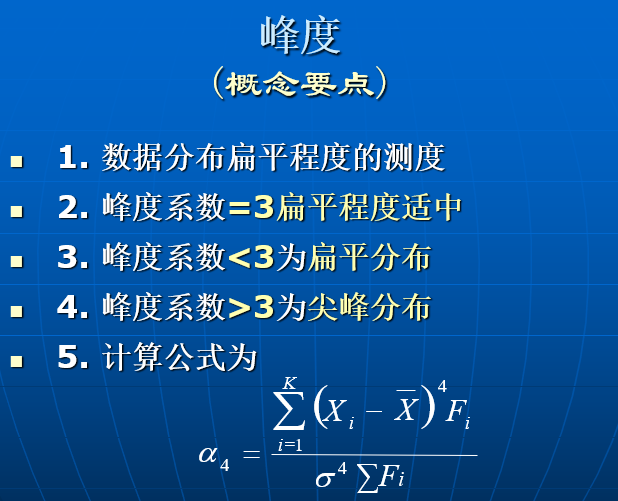 峰度
(概念要点)
1. 数据分布扁平程度的测度
2. 峰度系数=3扁平程度适中
3. 峰度系数<3为扁平分布
4. 峰度系数>3为尖峰分布
5. 计算公式为
α₄ = \frac{\sum_{i=1}^{K} (X_i - \overline{X})^4 F_i}{σ^4 \sum F_i}